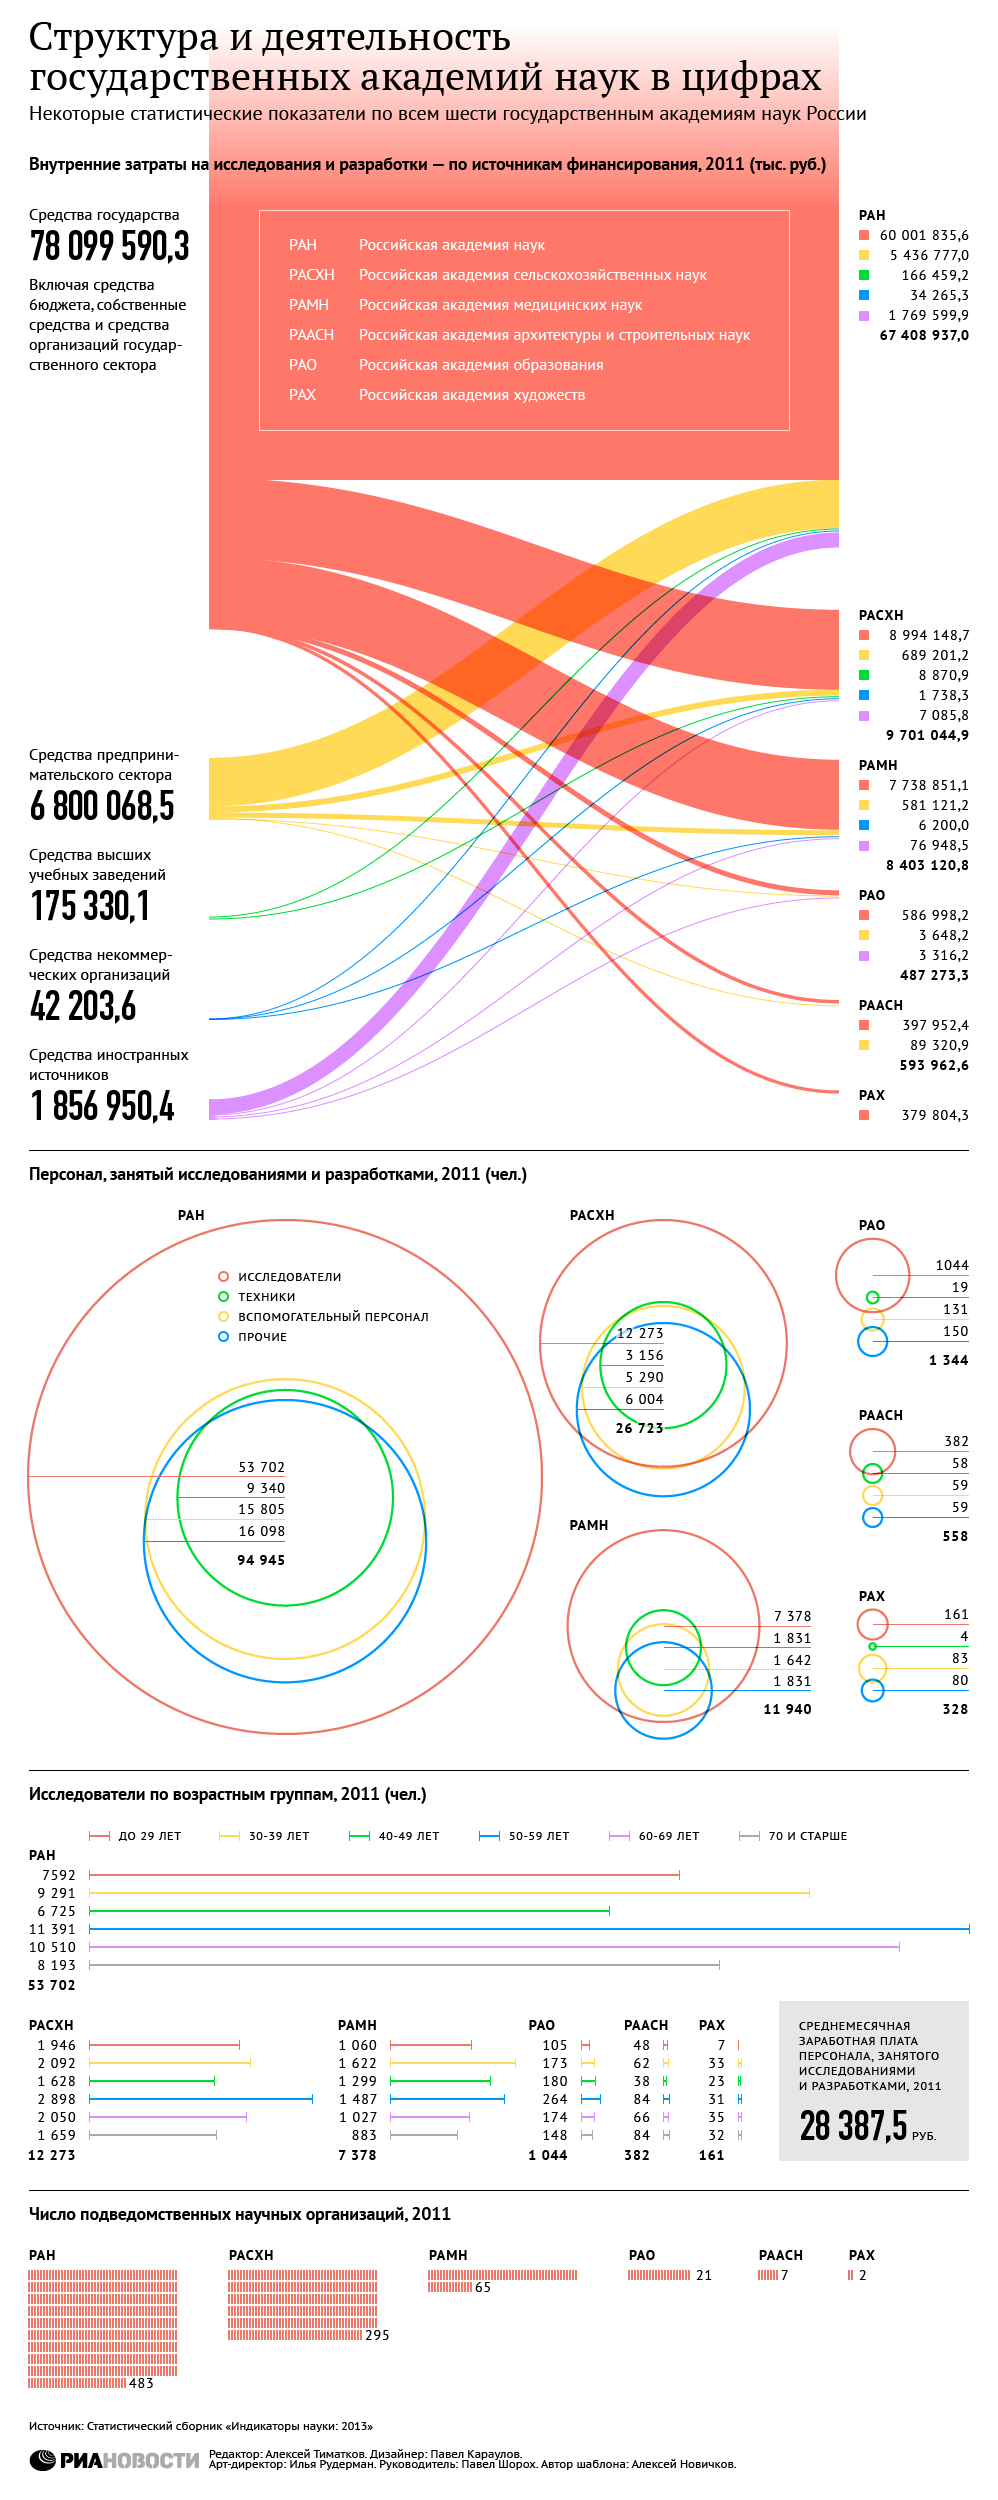 Структура и деятельность
государственных академий наук в цифрах
Некоторые статистические показатели по всем шести государственным академиям наук России
Внутренние затраты на исследования и разработки — по источникам финансирования, 2011 (тыс. руб.)
Средства государства
78 099 590,3
Включая средства
бюджета, собственные
средства и средства
организаций государ-
ственного сектора
РАН Российская академия наук
РАСХН Российская академия сельскохозяйственных наук
РАМН Российская академия медицинских наук
РААСН Российская академия архитектуры и строительных наук
РАО Российская академия образования
РАХ Российская академия художеств
РАН
60 001 835,6
5 436 777,0
166 459,2
34 265,3
1 769 599,9
67 408 937,0
РАСХН
8 994 148,7
689 201,2
8 870,9
1 738,3
7 085,8
9 701 044,9
РАМН
7 738 851,1
581 121,2
6 200,0
76 948,5
8 403 120,8
РАО
586 998,2
3 648,2
3 316,2
487 273,3
РААСН
397 952,4
89 320,9
593 962,6
РАХ
379 804,3
Средства предприни-
мательского сектора
6 800 068,5
Средства высших
учебных заведений
175 330,1
Средства некоммер-
ческих организаций
42 203,6
Средства иностранных
источников
1 856 950,4
Персонал, занятый исследованиями и разработками, 2011 (чел.)
РАН
ИССЛЕДОВАТЕЛИ
ТЕХНИКИ
ВСПОМОГАТЕЛЬНЫЙ ПЕРСОНАЛ
ПРОЧИЕ
53 702
9 340
15 805
16 098
94 945
РАСХН
12 273
3 156
5 290
6 004
26 723
РАМН
7 378
1 831
1 642
1 831
11 940
РАО
1044
19
131
150
1 344
РААСН
382
58
59
59
558
РАХ
161
4
83
80
328
Исследователи по возрастным группам, 2011 (чел.)
ДО 29 ЛЕТ 30-39 ЛЕТ 40-49 ЛЕТ 50-59 ЛЕТ 60-69 ЛЕТ 70 И СТАРШЕ
РАН
7592
9 291
6 725
11 391
10 510
8 193
53 702
РАСХН РАМН РАО РААСН РАХ
1 946 1 060 105 48 7
2 092 1 622 173 62 33
1 628 1 299 180 38 23
2 898 1 487 264 84 31
2 050 1 027 174 66 35
1 659 883 148 84 32
12 273 7 378 1 044 382 161
СРЕДНЕМЕСЯЧНАЯ
ЗАРАБОТНАЯ ПЛАТА
ПЕРСОНАЛА, ЗАНЯТОГО
ИССЛЕДОВАНИЯМИ
И РАЗРАБОТКАМИ, 2011
28 387,5 РУБ.
Число подведомственных научных организаций, 2011
РАН РАСХН РАМН РАО РААСН РАХ
483 295 65 21 7 2
Источник: Статистический сборник «Индикаторы науки: 2013»
РИАНОВОСТИ
Редактор: Алексей Тиматков. Дизайнер: Павел Караулов.
Арт-директор: Илья Рудерман. Руководитель: Павел Шорох. Автор шаблона: Алексей Новичков.